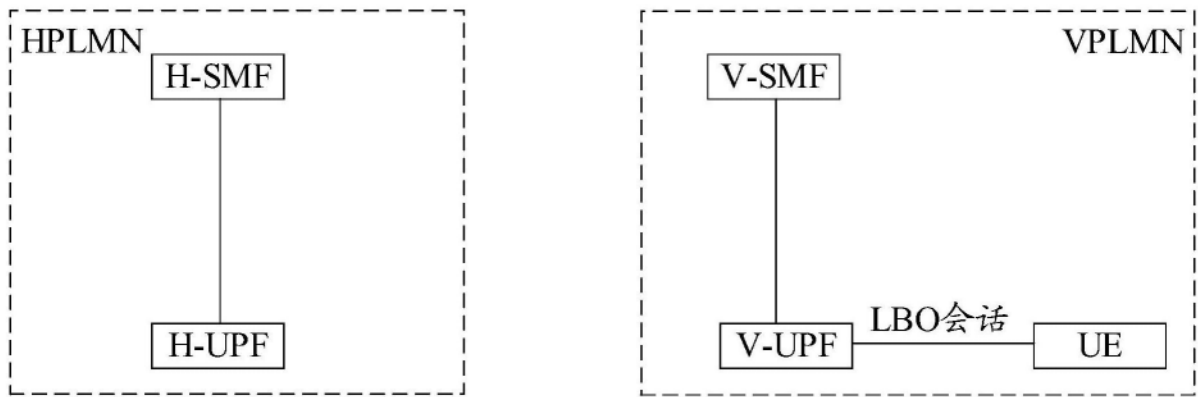 HPLMN
H-SMF
H-UPF
VPLMN
V-SMF
V-UPF
LBO会话
UE